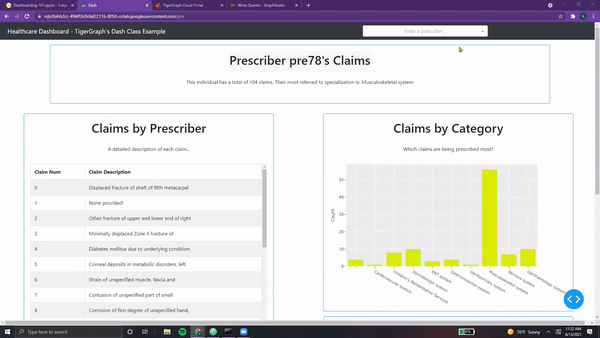 Dashboarding-101.ipynb - Colab
Dash
TigerGraph Cloud Portal
Write Queries - GraphStudio
Healthcare Dashboard - TigerGraph's Dash Class Example
Enter a prescriber...
Prescriber pre78's Claims
This individual has a total of 104 claims. Their most referred to specialization is: Musculoskeletal system
Claims by Prescriber
A detailed description of each claim...
Claim Num Claim Description
0 Displaced fracture of shaft of fifth metacarpal
1 None provided!
2 Other fracture of upper and lower end of right
3 Minimally displaced Zone II fracture of
4 Diabetes mellitus due to underlying condition
5 Corneal deposits in metabolic disorders, left
6 Strain of unspecified muscle, fascia and
7 Contusion of unspecified part of small
8 Corrosion of first degree of unspecified hand,
Claims by Category
Which claims are being prescribed most?
Count
50
40
30
20
10
0
Cardiovascular system
Children's Rehabilitative Services
Dermatologic system
ENT system
Gastrointestinal system
Genitourinary system
Musculoskeletal system
Nervous system
Ophthalmologic system
Type here to search
76°F Sunny
11:22 AM
8/13/2021